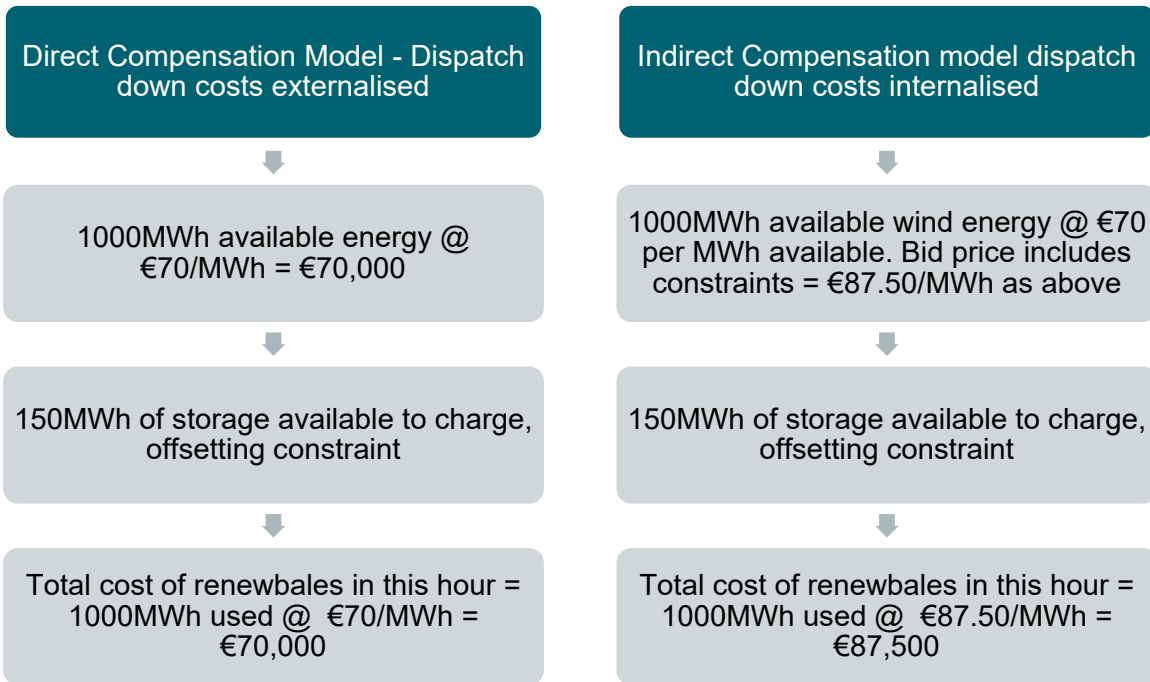 Direct Compensation Model - Dispatch
down costs externalised
1000MWh available energy @
€70/MWh = €70,000
150MWh of storage available to charge,
offsetting constraint
Total cost of renewbales in this hour =
1000MWh used @ €70/MWh =
€70,000
Indirect Compensation model dispatch
down costs internalised
1000MWh available wind energy @ €70
per MWh available. Bid price includes
constraints = €87.50/MWh as above
150MWh of storage available to charge,
offsetting constraint
Total cost of renewbales in this hour =
1000MWh used @ €87.50/MWh =
€87,500